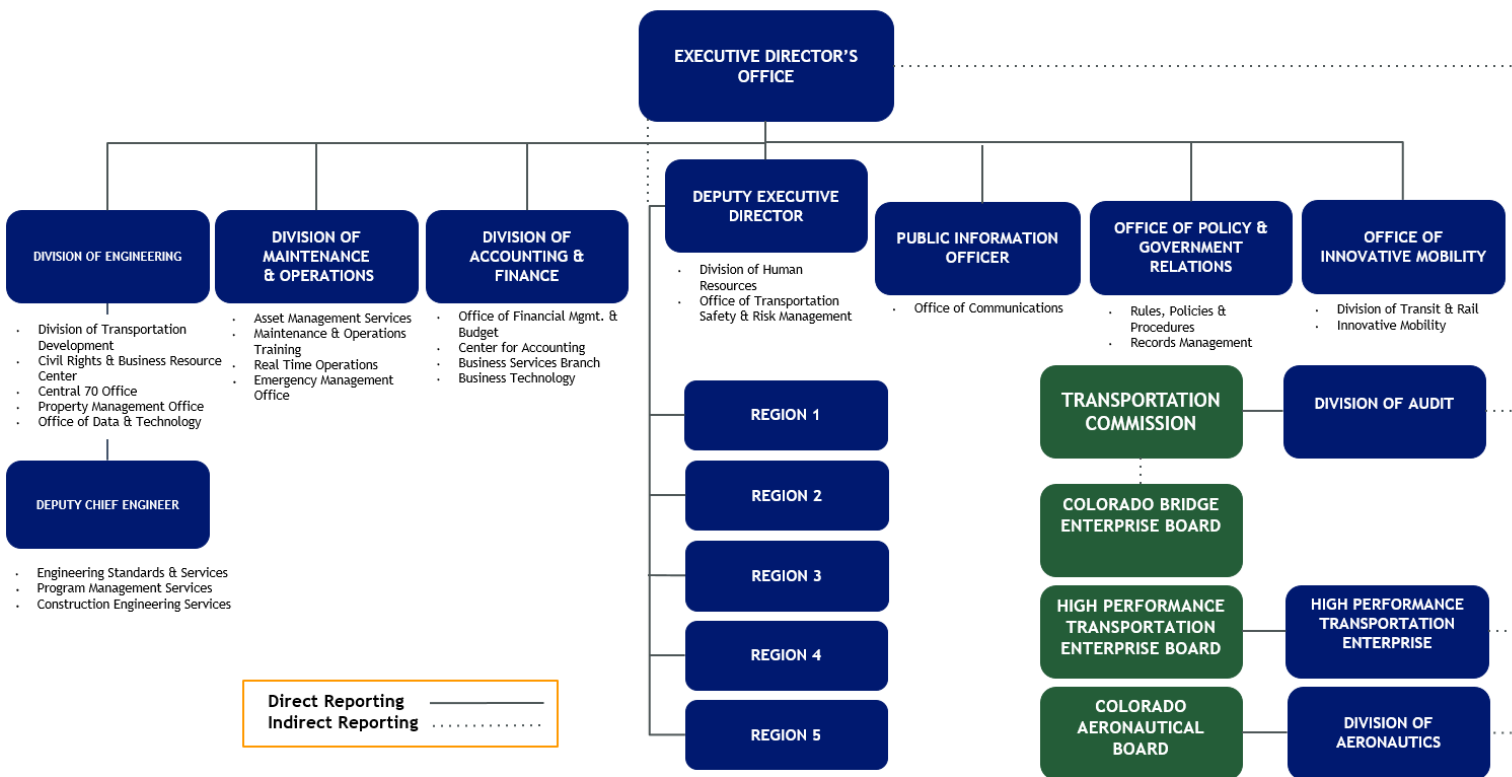 EXECUTIVE DIRECTOR'S
OFFICE
DIVISION OF ENGINEERING
· Division of Transportation
Development
· Civil Rights & Business Resource
Center
· Central 70 Office
· Property Management Office
· Office of Data & Technology
DEPUTY CHIEF ENGINEER
· Engineering Standards & Services
· Program Management Services
· Construction Engineering Services
DIVISION OF
MAINTENANCE
& OPERATIONS
· Asset Management Services
· Maintenance & Operations
Training
· Real Time Operations
· Emergency Management
Office
DIVISION OF
ACCOUNTING &
FINANCE
· Office of Financial Mgmt. &
Budget
· Center for Accounting
· Business Services Branch
· Business Technology
DEPUTY EXECUTIVE
DIRECTOR
· Division of Human
Resources
· Office of Transportation
Safety & Risk Management
REGION 1
REGION 2
REGION 3
REGION 4
REGION 5
PUBLIC INFORMATION
OFFICER
· Office of Communications
OFFICE OF POLICY &
GOVERNMENT
RELATIONS
· Rules, Policies &
Procedures
· Records Management
OFFICE OF
INNOVATIVE MOBILITY
· Division of Transit & Rail
· Innovative Mobility
TRANSPORTATION
COMMISSION
DIVISION OF AUDIT
COLORADO BRIDGE
ENTERPRISE BOARD
HIGH PERFORMANCE
TRANSPORTATION
ENTERPRISE BOARD
HIGH PERFORMANCE
TRANSPORTATION
ENTERPRISE
COLORADO
AERONAUTICAL
BOARD
DIVISION OF
AERONAUTICS
Direct Reporting
Indirect Reporting